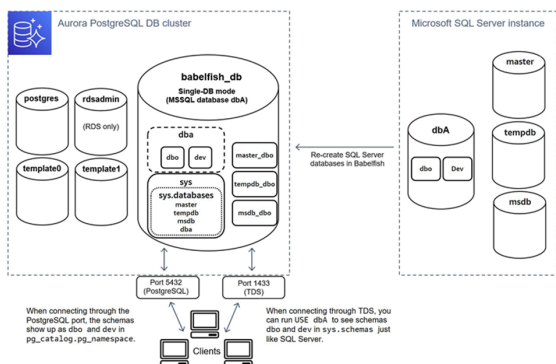 Aurora PostgreSQL DB cluster
Microsoft SQL Server instance
babelfish_db
Single-DB mode
(MSSQL database dbA)
postgres
rdsadmin
(RDS only)
template0
template1
dba
dbo
dev
sys
sys.databases
master
tempdb
msdb
dba
master_dbo
tempdb_dbo
msdb_dbo
Re-create SQL Server
databases in Babelfish
dbA
dbo
Dev
master
tempdb
msdb
Port 5432
(PostgreSQL)
Port 1433
(TDS)
When connecting through the
PostgreSQL port, the schemas
show up as dbo and dev in
pg_catalog.pg_namespace.
When connecting through TDS, you
can run USE dbA to see schemas
dbo and dev in sys.schemas just
like SQL Server.
Clients